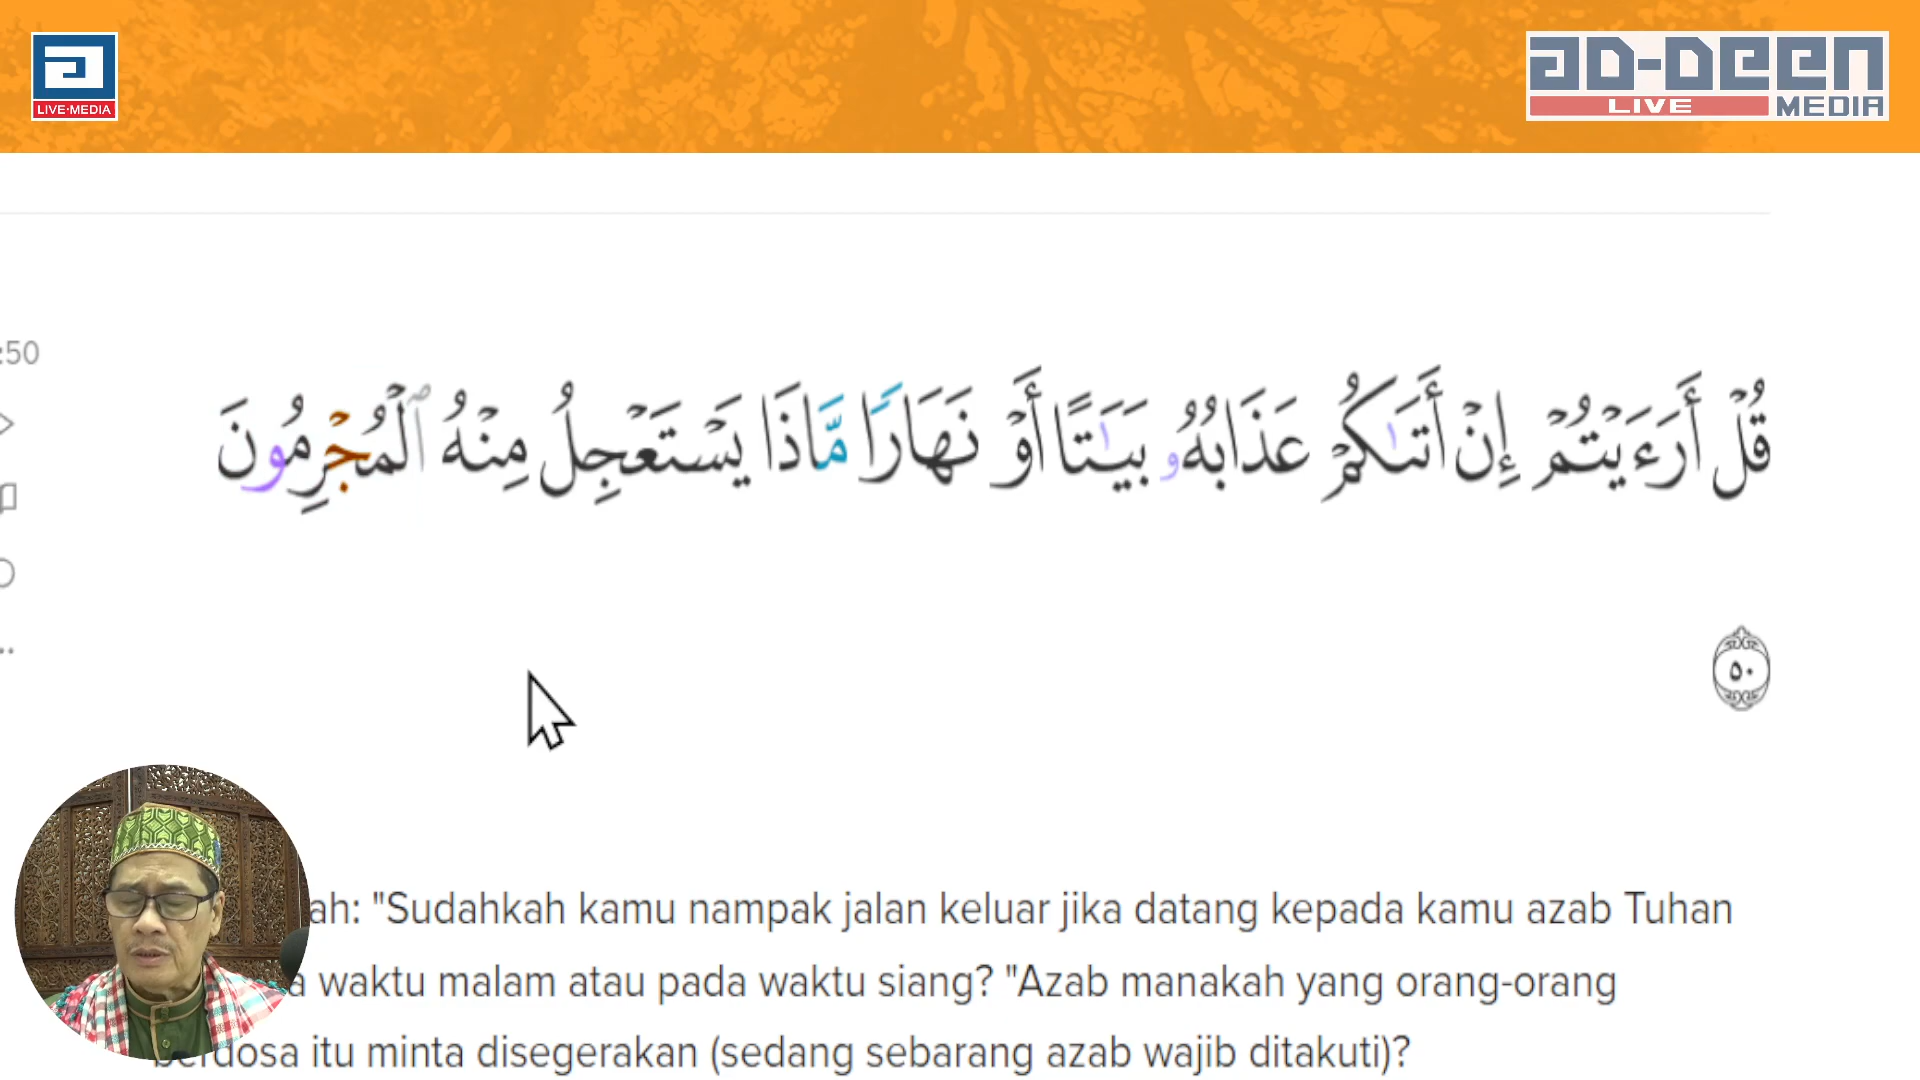 LIVE·MEDIA
AD-DEEN
LIVE MEDIA
:50
قُلْ أَرَءَيْتُمْ إِنْ أَتَىٰكُمْ عَذَابُهُۥ بَيَـٰتًا أَوْ نَهَارًا مَّاذَا يَسْتَعْجِلُ مِنْهُ ٱلْمُجْرِمُونَ
٥٠
ah: "Sudahkah kamu nampak jalan keluar jika datang kepada kamu azab Tuhan
a waktu malam atau pada waktu siang? "Azab manakah yang orang-orang
berdosa itu minta disegerakan (sedang sebarang azab wajib ditakuti)?